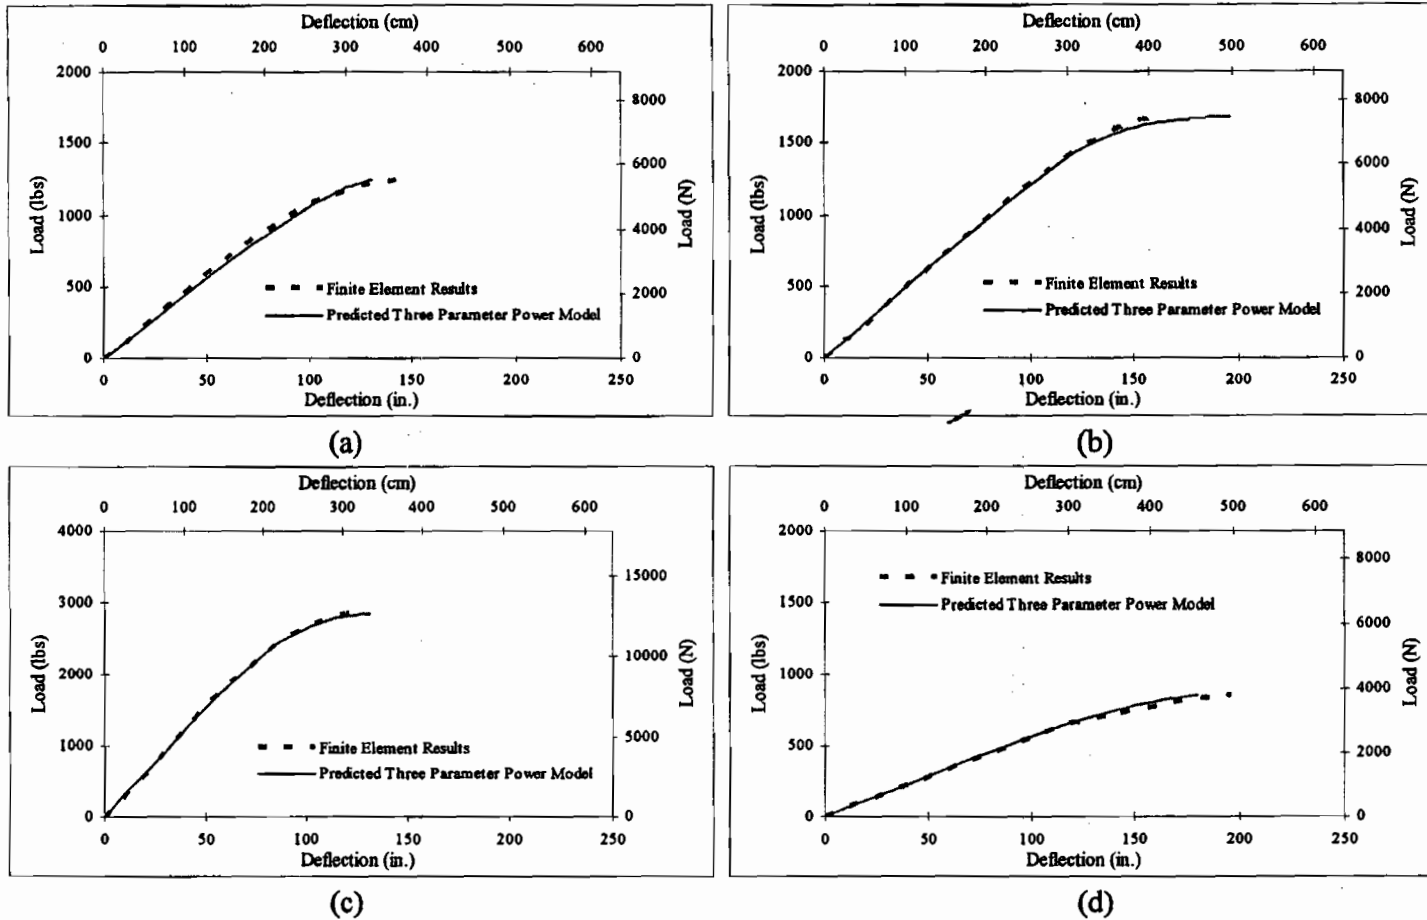 Deflection (cm)
0 100 200 300 400 500 600
2000
1500
1000
500
0
Load (lbs)
8000
6000
4000
2000
0
Load (N)
Finite Element Results
Predicted Three Parameter Power Model
0 50 100 150 200 250
Deflection (in.)
(a)
Deflection (cm)
0 100 200 300 400 500 600
2000
1500
1000
500
0
Load (lbs)
8000
6000
4000
2000
0
Load (N)
Finite Element Results
Predicted Three Parameter Power Model
0 50 100 150 200 250
Deflection (in.)
(b)
Deflection (cm)
0 100 200 300 400 500 600
4000
3000
2000
1000
0
Load (lbs)
15000
10000
5000
0
Load (N)
Finite Element Results
Predicted Three Parameter Power Model
0 50 100 150 200 250
Deflection (in.)
(c)
Deflection (cm)
0 100 200 300 400 500 600
2000
1500
1000
500
0
Load (lbs)
8000
6000
4000
2000
0
Load (N)
Finite Element Results
Predicted Three Parameter Power Model
0 50 100 150 200 250
Deflection (in.)
(d)